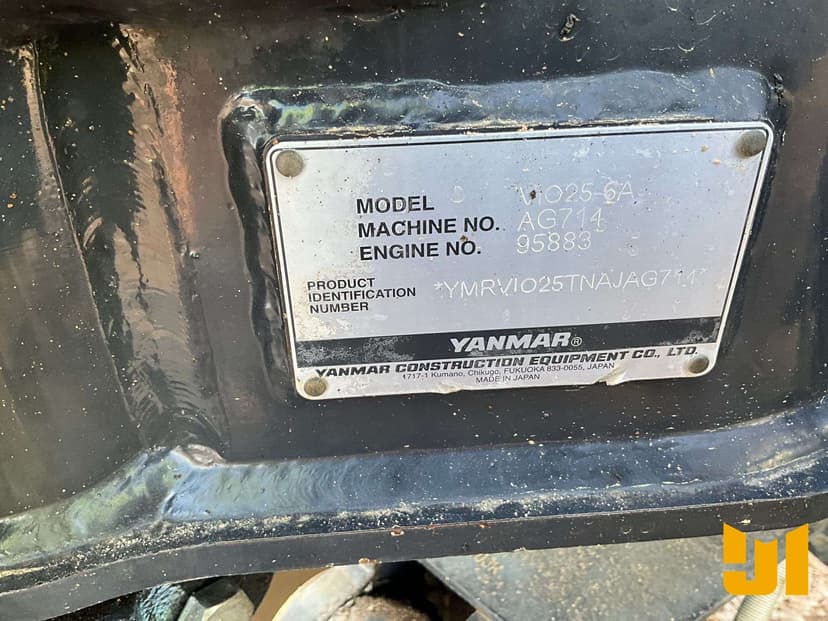 MODEL VIO25-6A
MACHINE NO. AG714
ENGINE NO. 95883
PRODUCT
IDENTIFICATION
NUMBER
*YMRVIO25TNAJAG714*
YANMAR®
YANMAR CONSTRUCTION EQUIPMENT CO., LTD.
1717-1 Kumano, Chikugo, FUKUOKA 833-0055, JAPAN
MADE IN JAPAN